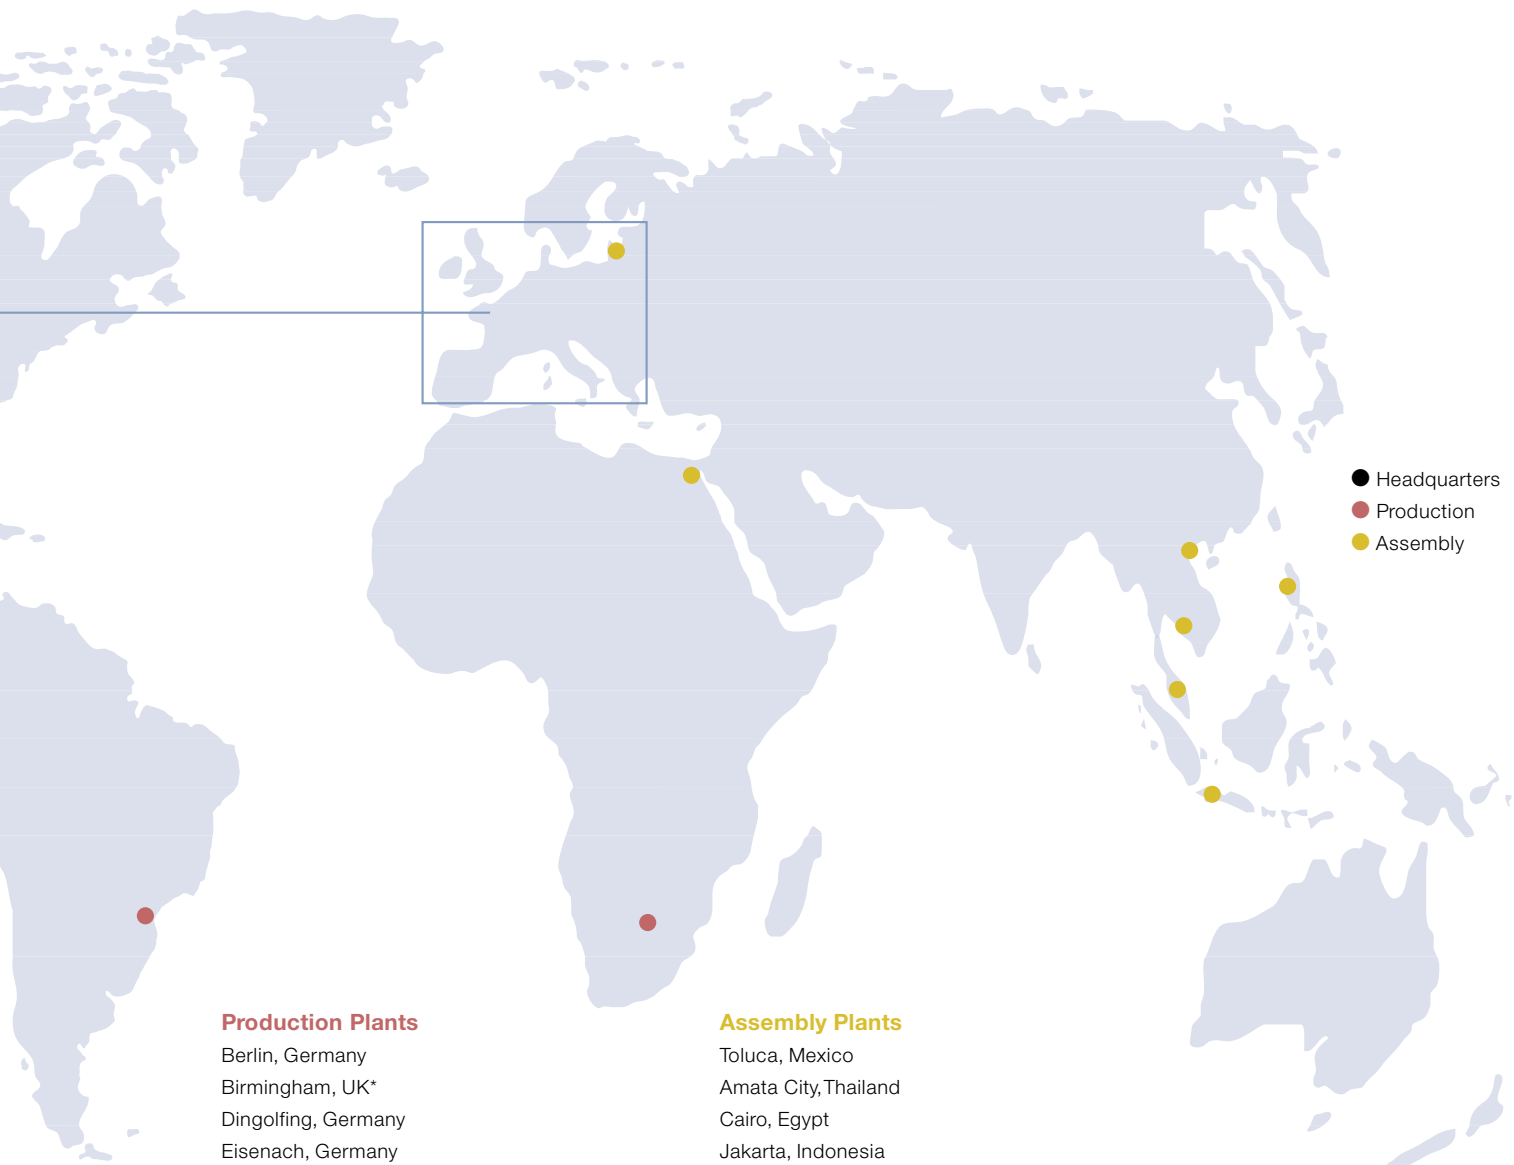 Headquarters
Production
Assembly
Production Plants
Berlin, Germany
Birmingham, UK*
Dingolfing, Germany
Eisenach, Germany
Assembly Plants
Toluca, Mexico
Amata City, Thailand
Cairo, Egypt
Jakarta, Indonesia